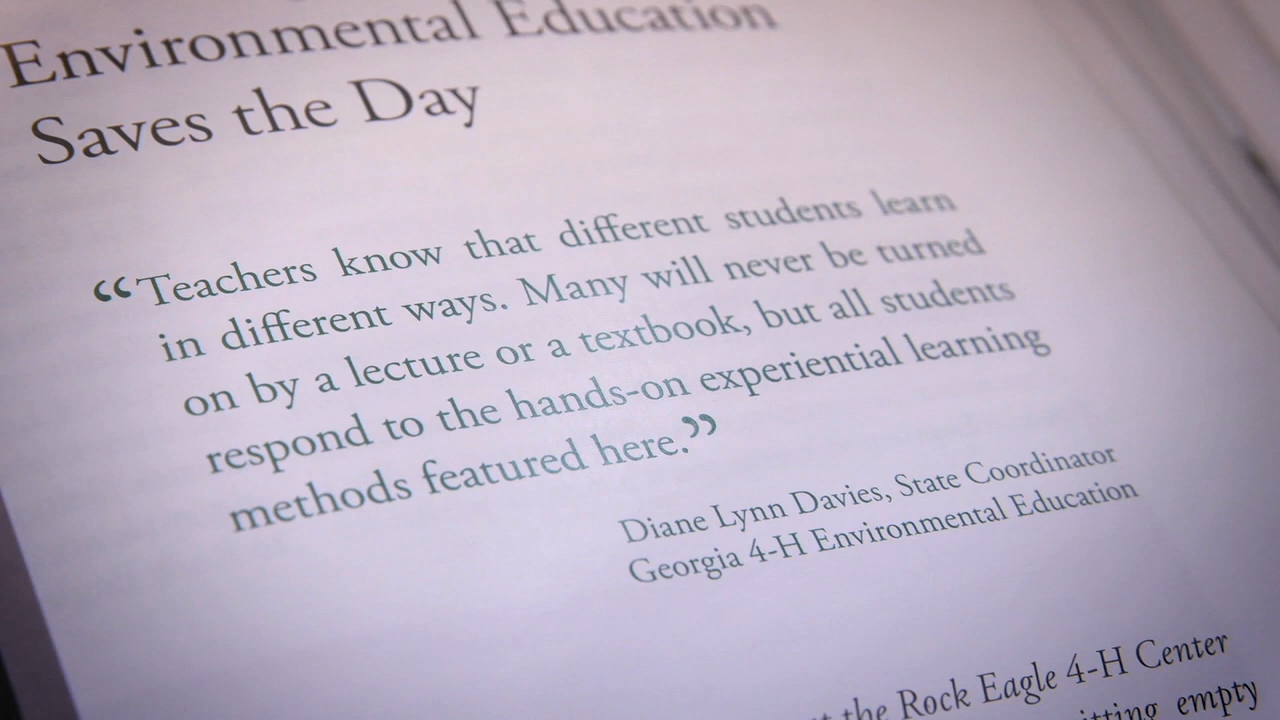 Environmental Education
Saves the Day
“Teachers know that different students learn
in different ways. Many will never be turned
on by a lecture or a textbook, but all students
respond to the hands-on experiential learning
methods featured here.”
Diane Lynn Davies, State Coordinator
Georgia 4-H Environmental Education
the Rock Eagle 4-H Center
empty